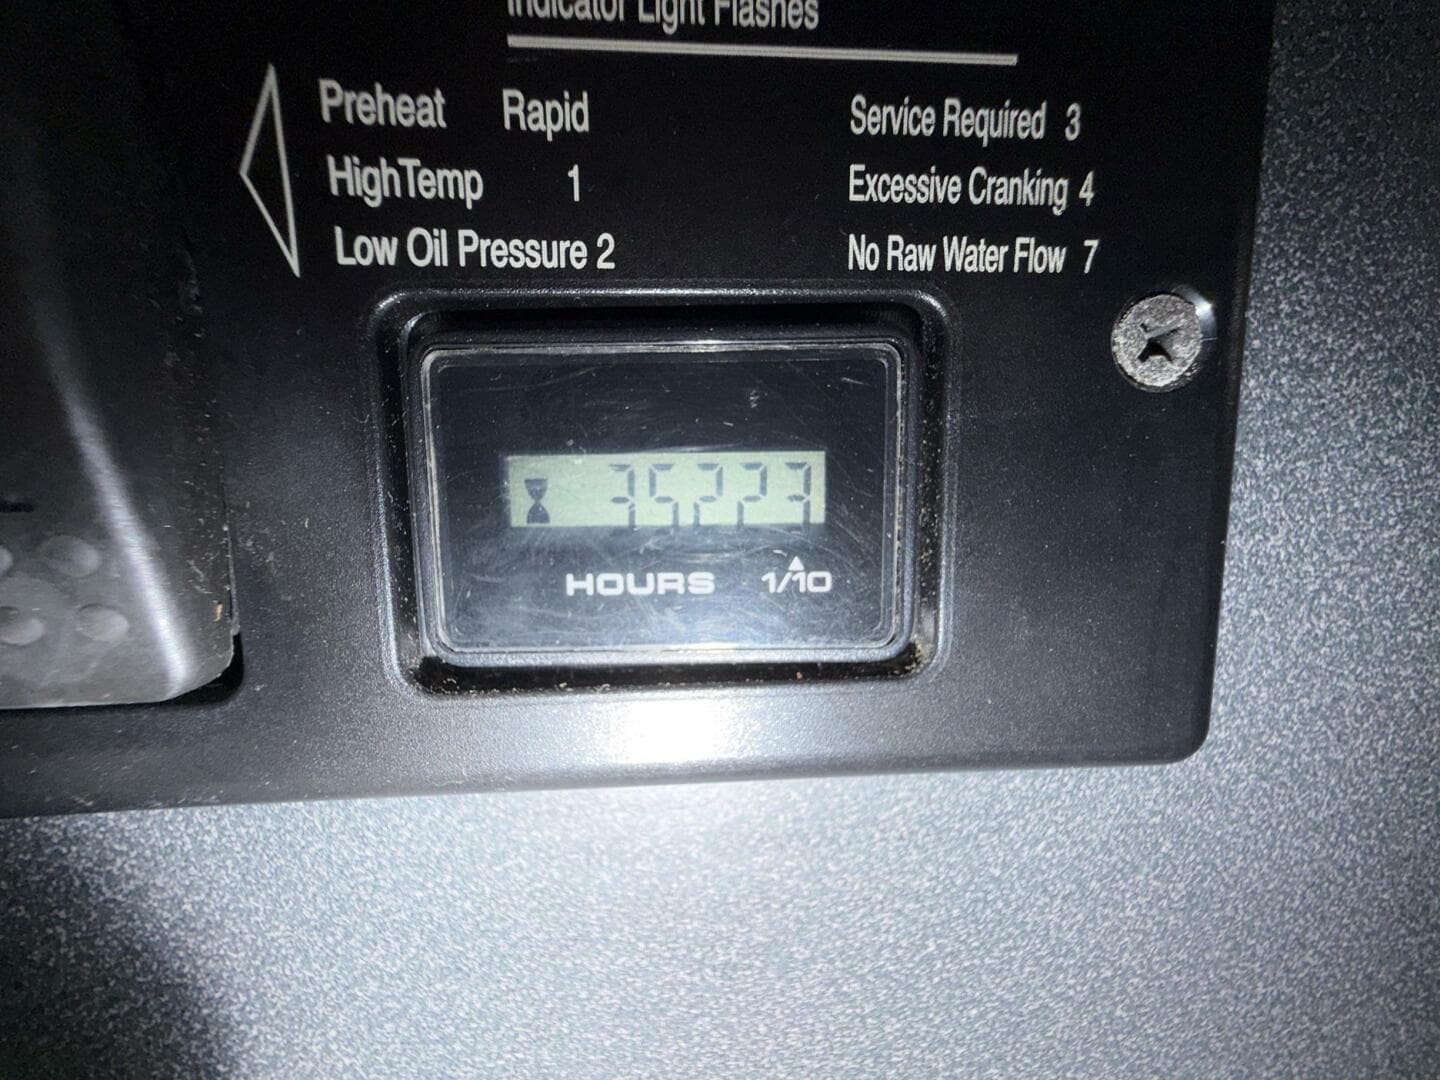 Indicator Light Flashes
Preheat Rapid
HighTemp 1
Low Oil Pressure 2
Service Required 3
Excessive Cranking 4
No Raw Water Flow 7
35223
HOURS 1/10